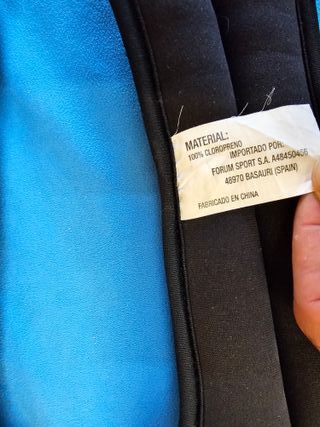 MATERIAL:
100% CLOROPRENO
IMPORTADO POR:
FORUM SPORT S.A. A48450456
48970 BASAURI (SPAIN)
FABRICADO EN CHINA